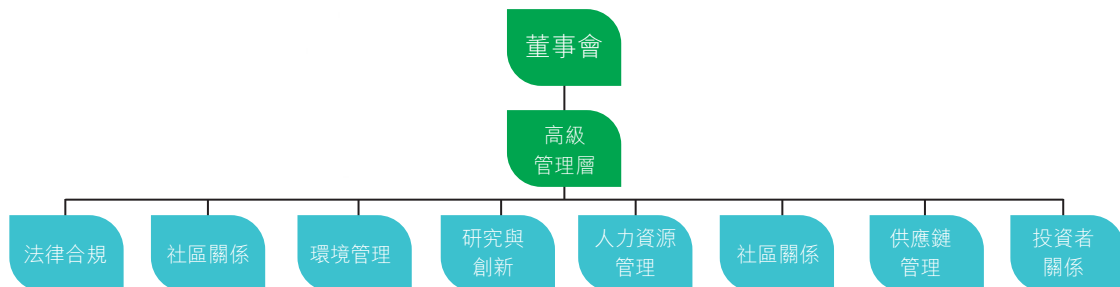 董事會
高級
管理層
法律合規
社區關係
環境管理
研究與
創新
人力資源
管理
社區關係
供應鏈
管理
投資者
關係